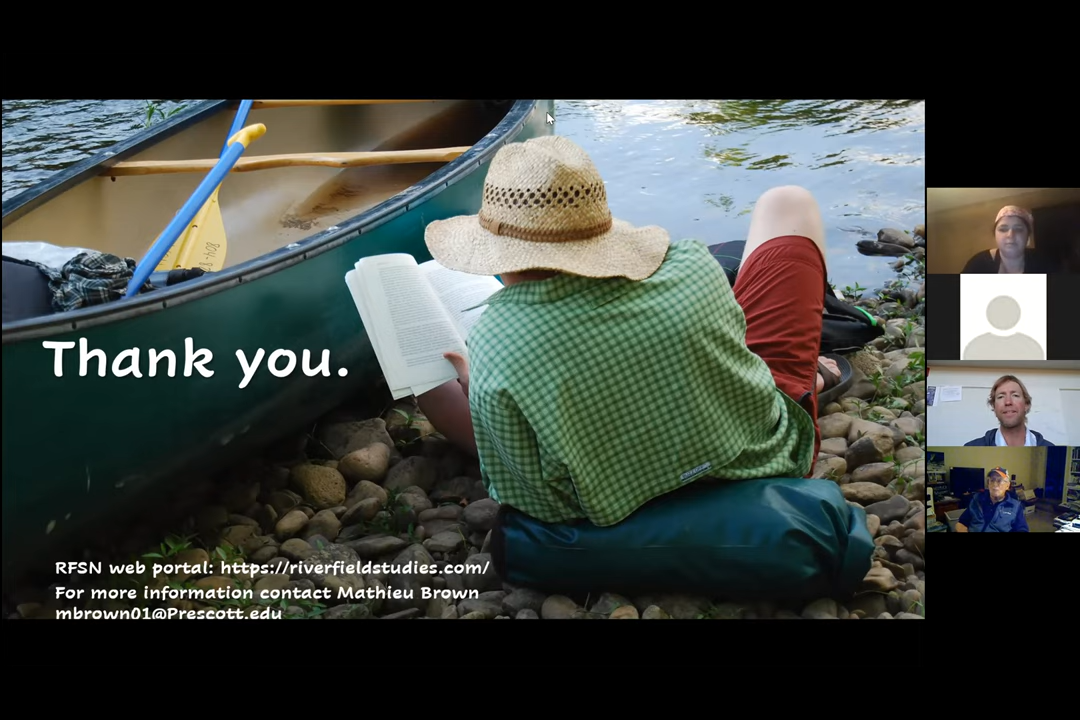 Thank you.
RFSN web portal: https://riverfieldstudies.com/
For more information contact Mathieu Brown
mbrown01@Prescott.edu